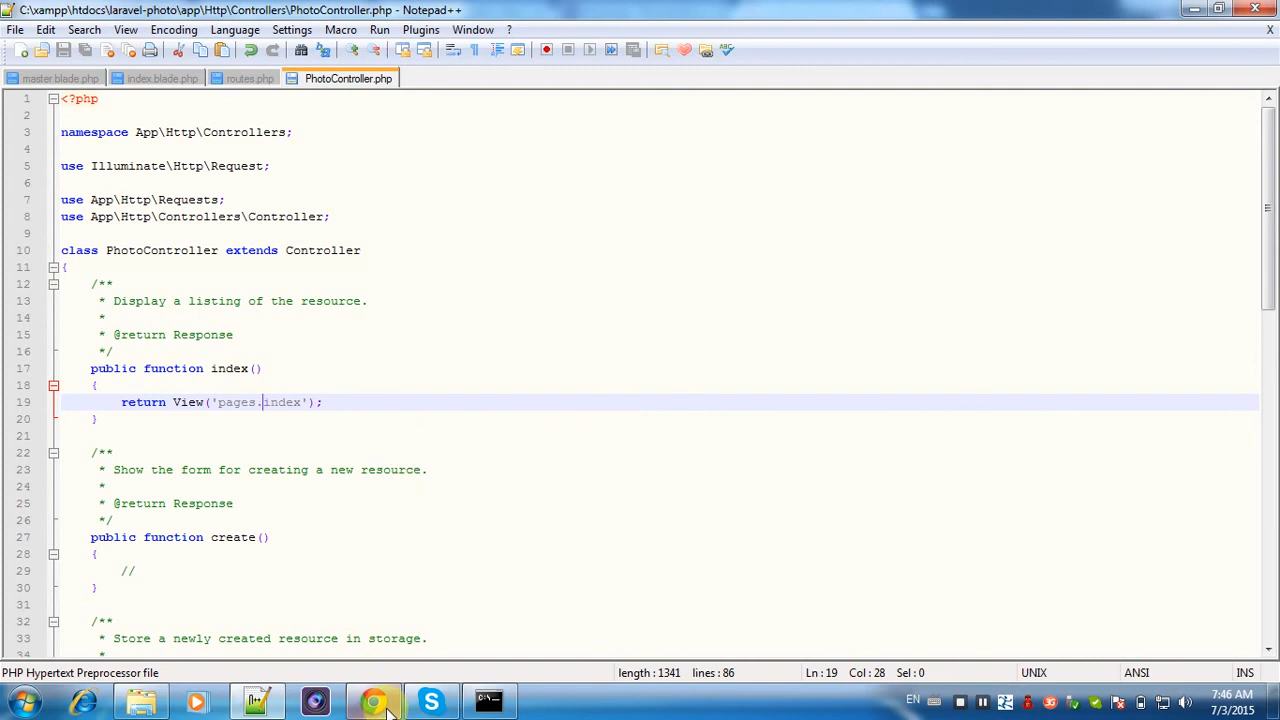 C:\xampp\htdocs\laravel-photo\app\Http\Controllers\PhotoController.php - Notepad++
File Edit Search View Encoding Language Settings Macro Run Plugins Window ? X
master.blade.php index.blade.php routes.php PhotoController.php
1 <?php
2
3 namespace App\Http\Controllers;
4
5 use Illuminate\Http\Request;
6
7 use App\Http\Requests;
8 use App\Http\Controllers\Controller;
9
10 class PhotoController extends Controller
11 {
12 /**
13 * Display a listing of the resource.
14 *
15 * @return Response
16 */
17 public function index()
18 {
19 return View('pages.index');
20 }
21
22 /**
23 * Show the form for creating a new resource.
24 *
25 * @return Response
26 */
27 public function create()
28 {
29 //
30 }
31
32 /**
33 * Store a newly created resource in storage.
34 *
PHP Hypertext Preprocessor file length : 1341 lines : 86 Ln : 19 Col : 28 Sel : 0 UNIX ANSI INS
EN 7:46 AM
7/3/2015